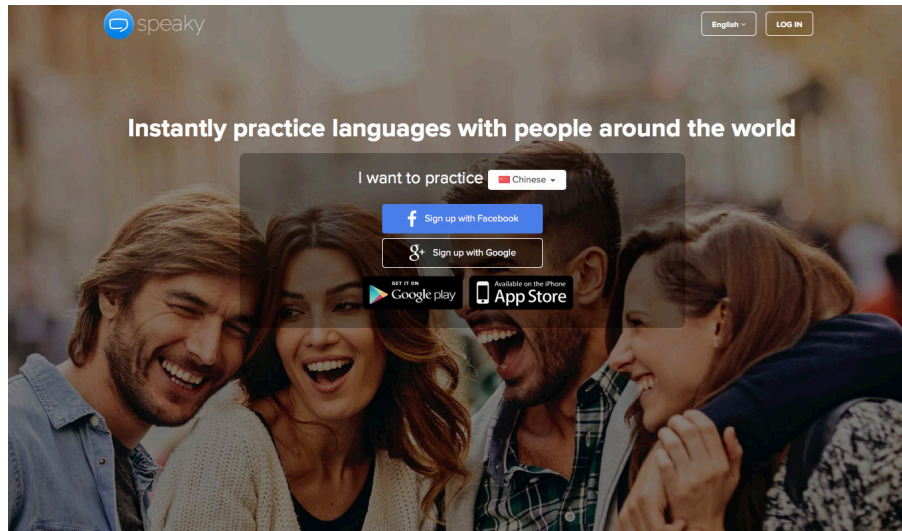 speaky
English
LOG IN
Instantly practice languages with people around the world
I want to practice Chinese
Sign up with Facebook
Sign up with Google
GET IT ON
Google play
Available on the iPhone
App Store